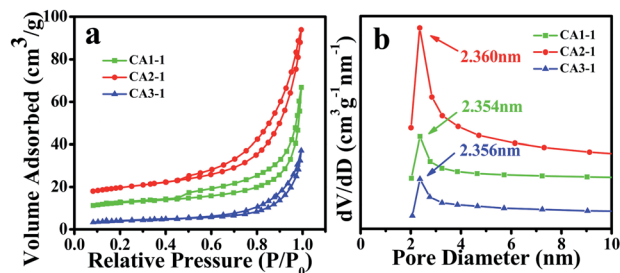 a
CA1-1
CA2-1
CA3-1
Volume Adsorbed (cm³/g)
100
80
60
40
20
0
0.0 0.2 0.4 0.6 0.8 1.0
Relative Pressure (P/P₀)
b
CA1-1
CA2-1
CA3-1
2.360nm
2.354nm
2.356nm
dV/dD (cm³g⁻¹nm⁻¹)
0 2 4 6 8 10
Pore Diameter (nm)